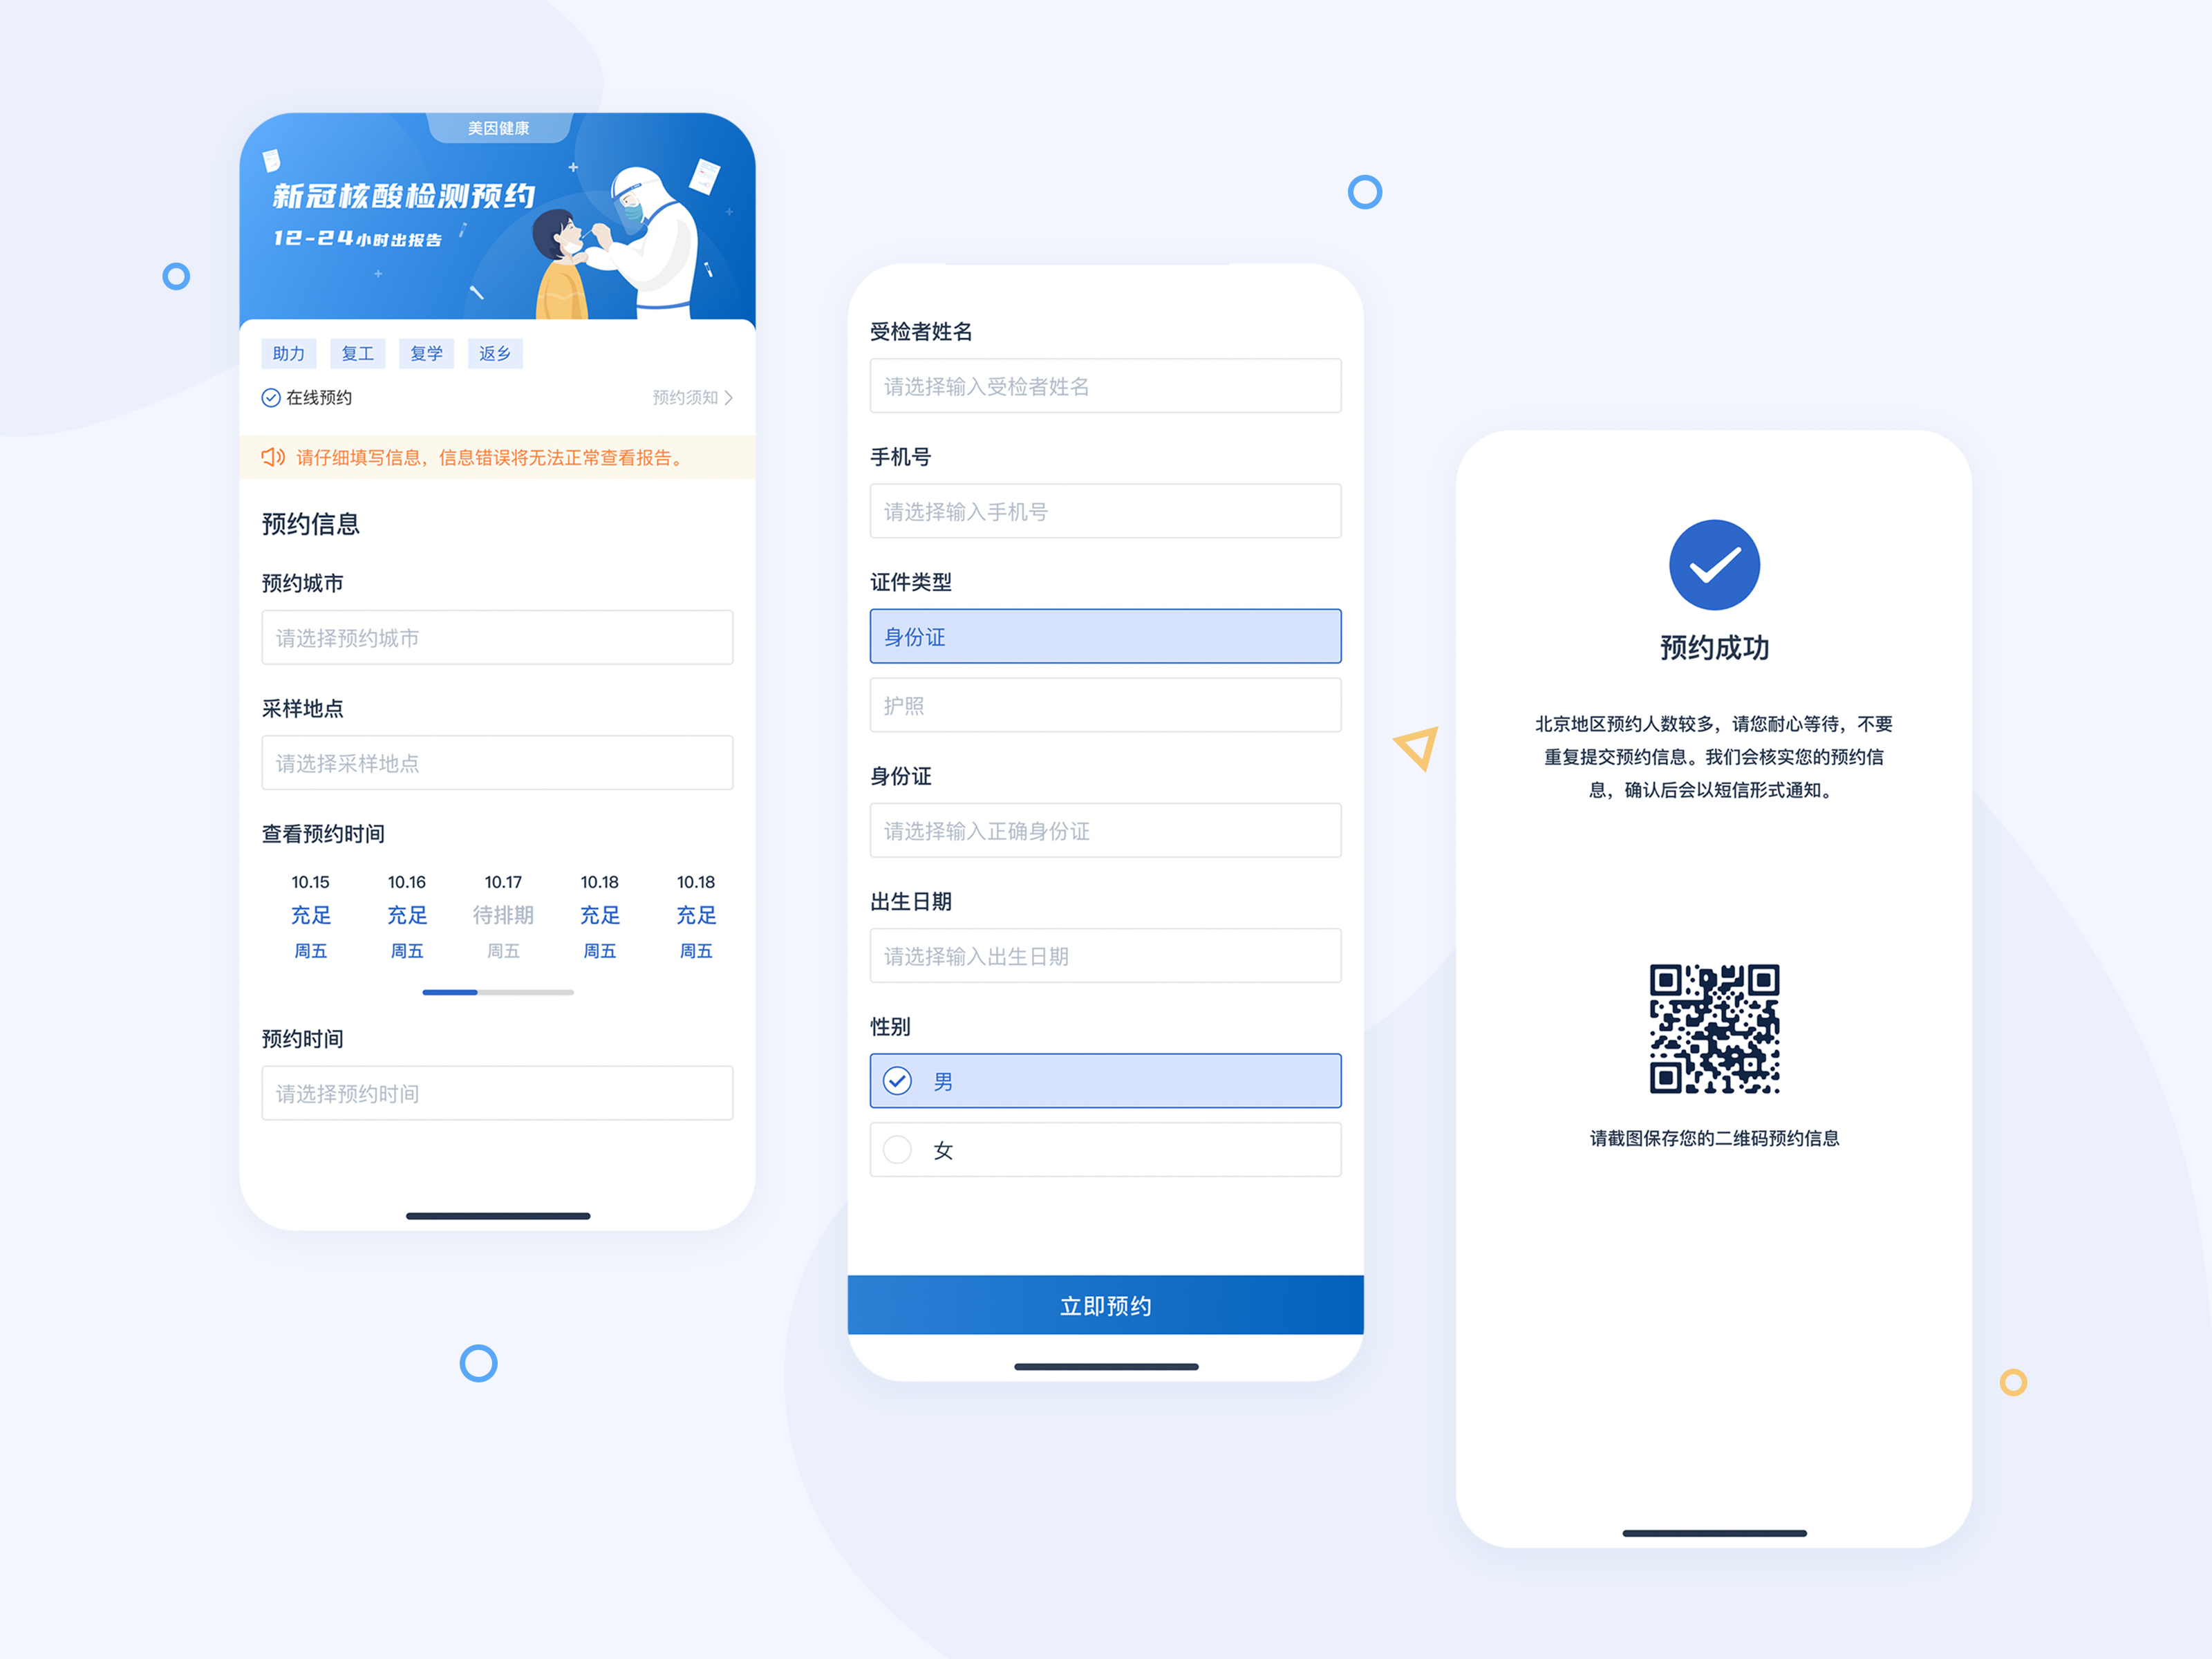 美因健康
新冠核酸检测预约
12-24小时出报告
助力 复工 复学 返乡
在线预约 预约须知
请仔细填写信息，信息错误将无法正常查看报告。
预约信息
预约城市
请选择预约城市
采样地点
请选择采样地点
查看预约时间
10.15 10.16 10.17 10.18 10.18
充足 充足 待排期 充足 充足
周五 周五 周五 周五 周五
预约时间
请选择预约时间
受检者姓名
请选择输入受检者姓名
手机号
请选择输入手机号
证件类型
身份证
护照
身份证
请选择输入正确身份证
出生日期
请选择输入出生日期
性别
男
女
立即预约
预约成功
北京地区预约人数较多，请您耐心等待，不要
重复提交预约信息。我们会核实您的预约信
息，确认后会以短信形式通知。
请截图保存您的二维码预约信息